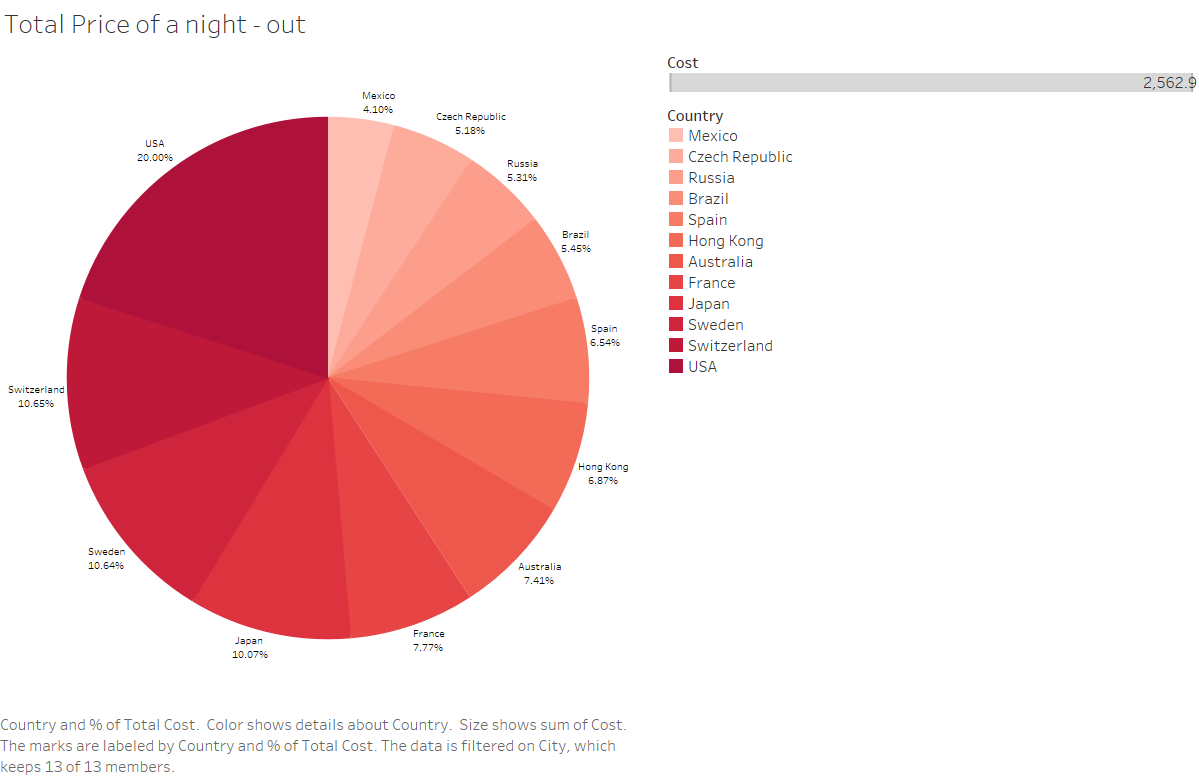 Total Price of a night - out
Mexico
4.10%
Czech Republic
5.18%
Russia
5.31%
Brazil
5.45%
Spain
6.54%
Hong Kong
6.87%
Australia
7.41%
France
7.77%
Japan
10.07%
Sweden
10.64%
Switzerland
10.65%
USA
20.00%
Cost
2,562.9
Country
Mexico
Czech Republic
Russia
Brazil
Spain
Hong Kong
Australia
France
Japan
Sweden
Switzerland
USA
Country and % of Total Cost.  Color shows details about Country.  Size shows sum of Cost.
The marks are labeled by Country and % of Total Cost. The data is filtered on City, which
keeps 13 of 13 members.